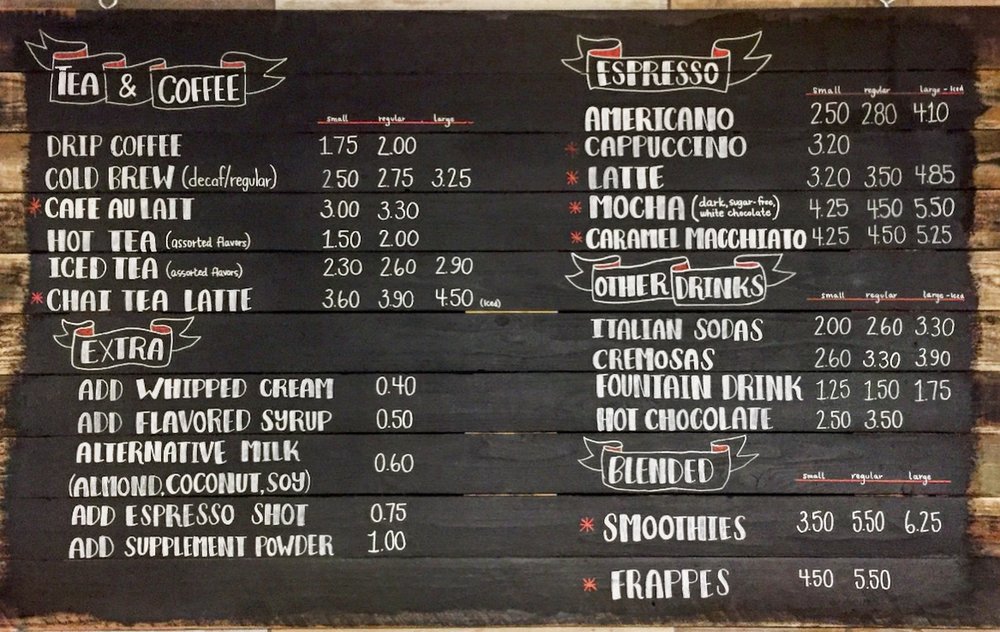 TEA & COFFEE
small regular large
DRIP COFFEE 1.75 2.00
COLD BREW (decaf/regular) 2.50 2.75 3.25
* CAFE AU LAIT 3.00 3.30
HOT TEA (assorted flavors) 1.50 2.00
ICED TEA (assorted flavors) 2.30 2.60 2.90
* CHAI TEA LATTE 3.60 3.90 4.50 (iced)
EXTRA
ADD WHIPPED CREAM 0.40
ADD FLAVORED SYRUP 0.50
ALTERNATIVE MILK
(ALMOND, COCONUT, SOY) 0.60
ADD ESPRESSO SHOT 0.75
ADD SUPPLEMENT POWDER 1.00
ESPRESSO
small regular large - iced
AMERICANO 2.50 2.80 4.10
* CAPPUCCINO 3.20
* LATTE 3.20 3.50 4.85
* MOCHA (dark, sugar-free,
white chocolate) 4.25 4.50 5.50
* CARAMEL MACCHIATO 4.25 4.50 5.25
OTHER DRINKS
small regular large - iced
ITALIAN SODAS 2.00 2.60 3.30
CREMOSAS 2.60 3.30 3.90
FOUNTAIN DRINK 1.25 1.50 1.75
HOT CHOCOLATE 2.50 3.50
BLENDED
small regular large
* SMOOTHIES 3.50 5.50 6.25
* FRAPPES 4.50 5.50